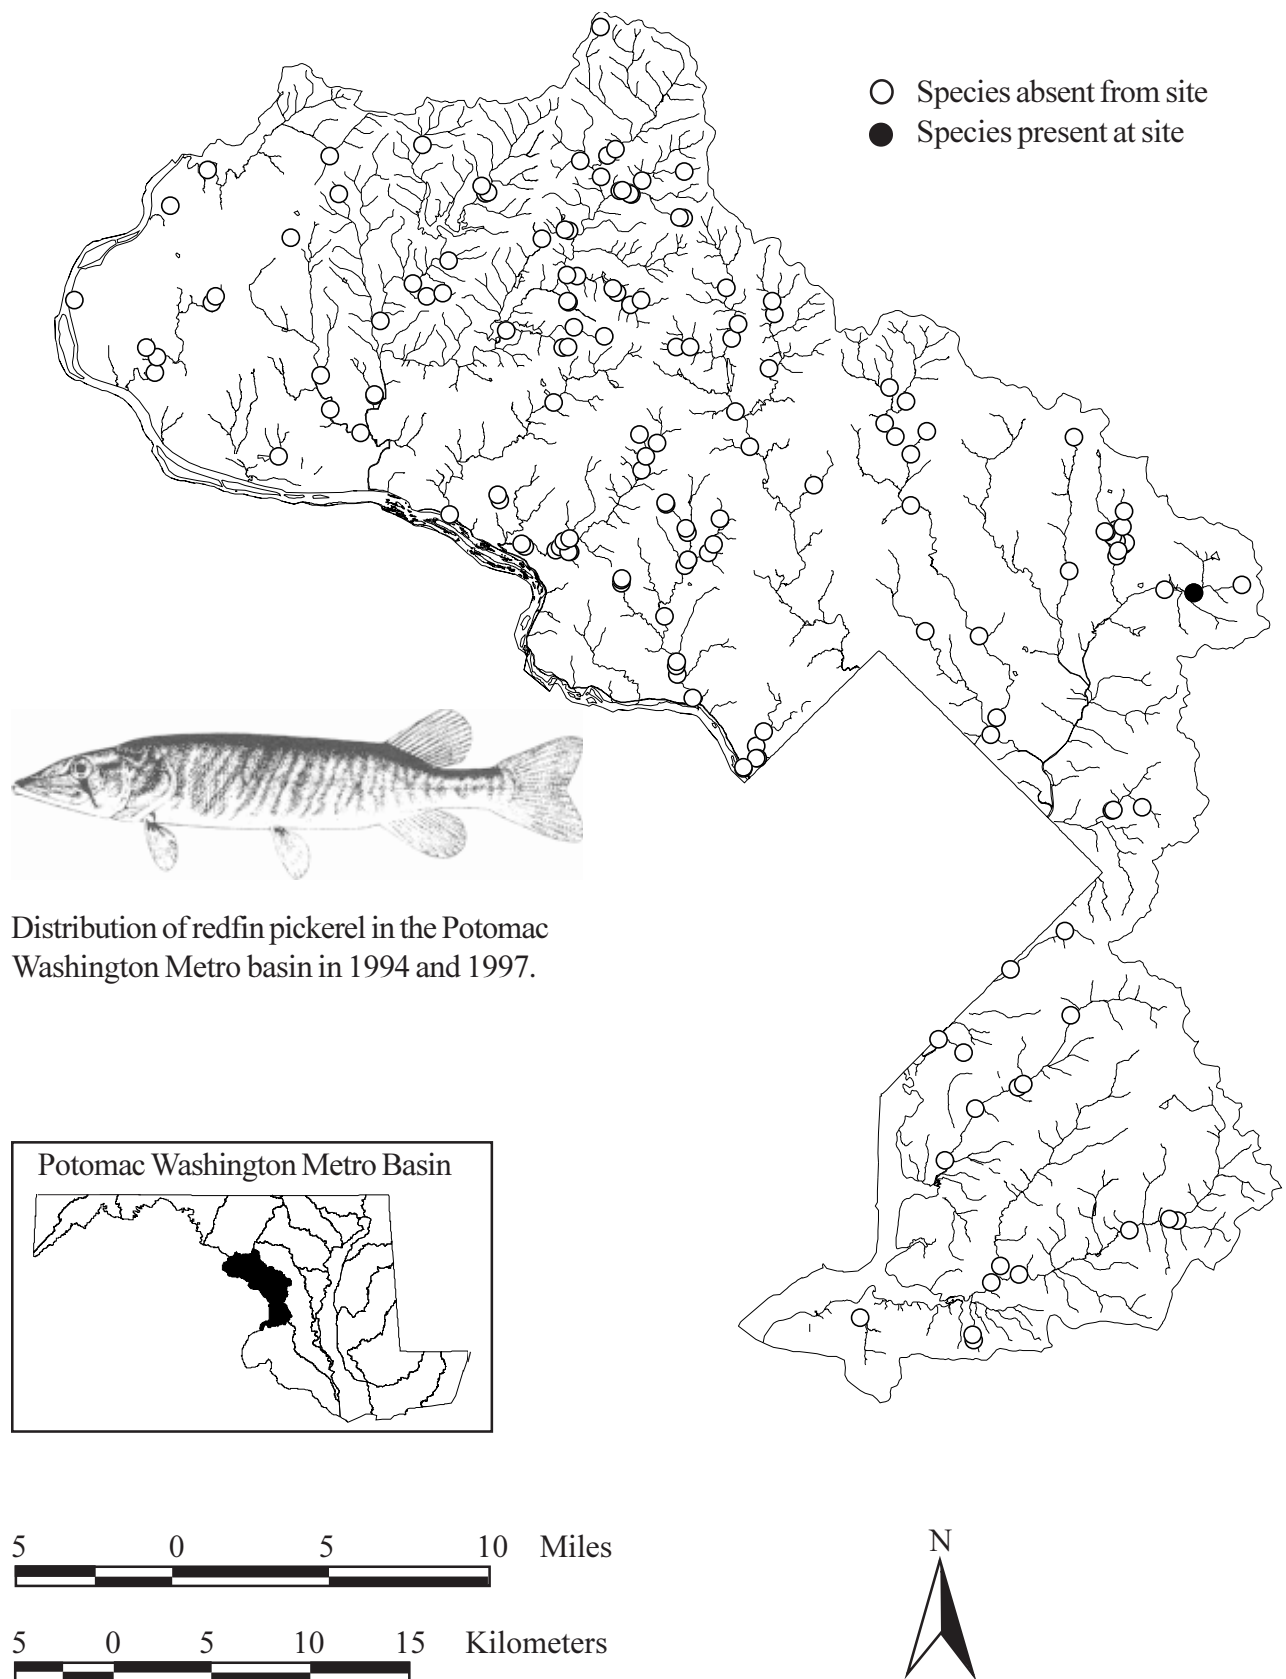 Species absent from site
Species present at site
Distribution of redfin pickerel in the Potomac
Washington Metro basin in 1994 and 1997.
Potomac Washington Metro Basin
5 0 5 10 Miles
5 0 5 10 15 Kilometers
N